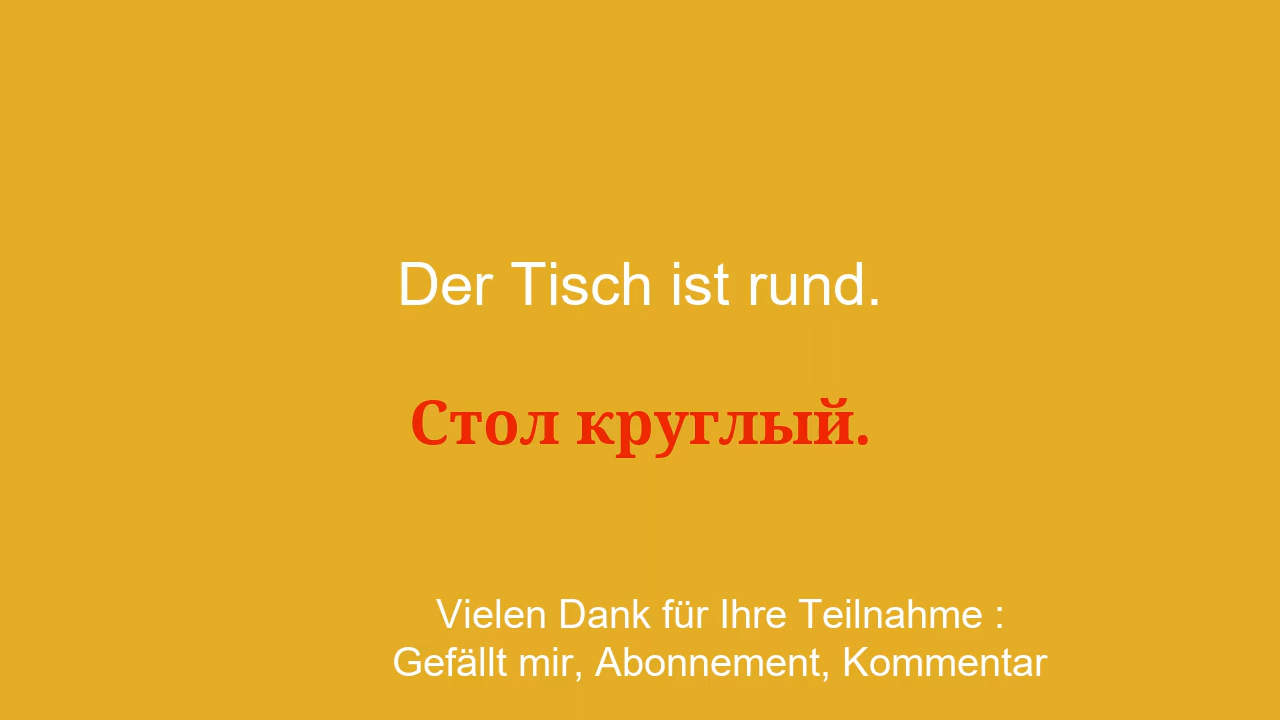 Der Tisch ist rund.
Стол круглый.
Vielen Dank für Ihre Teilnahme :
Gefällt mir, Abonnement, Kommentar